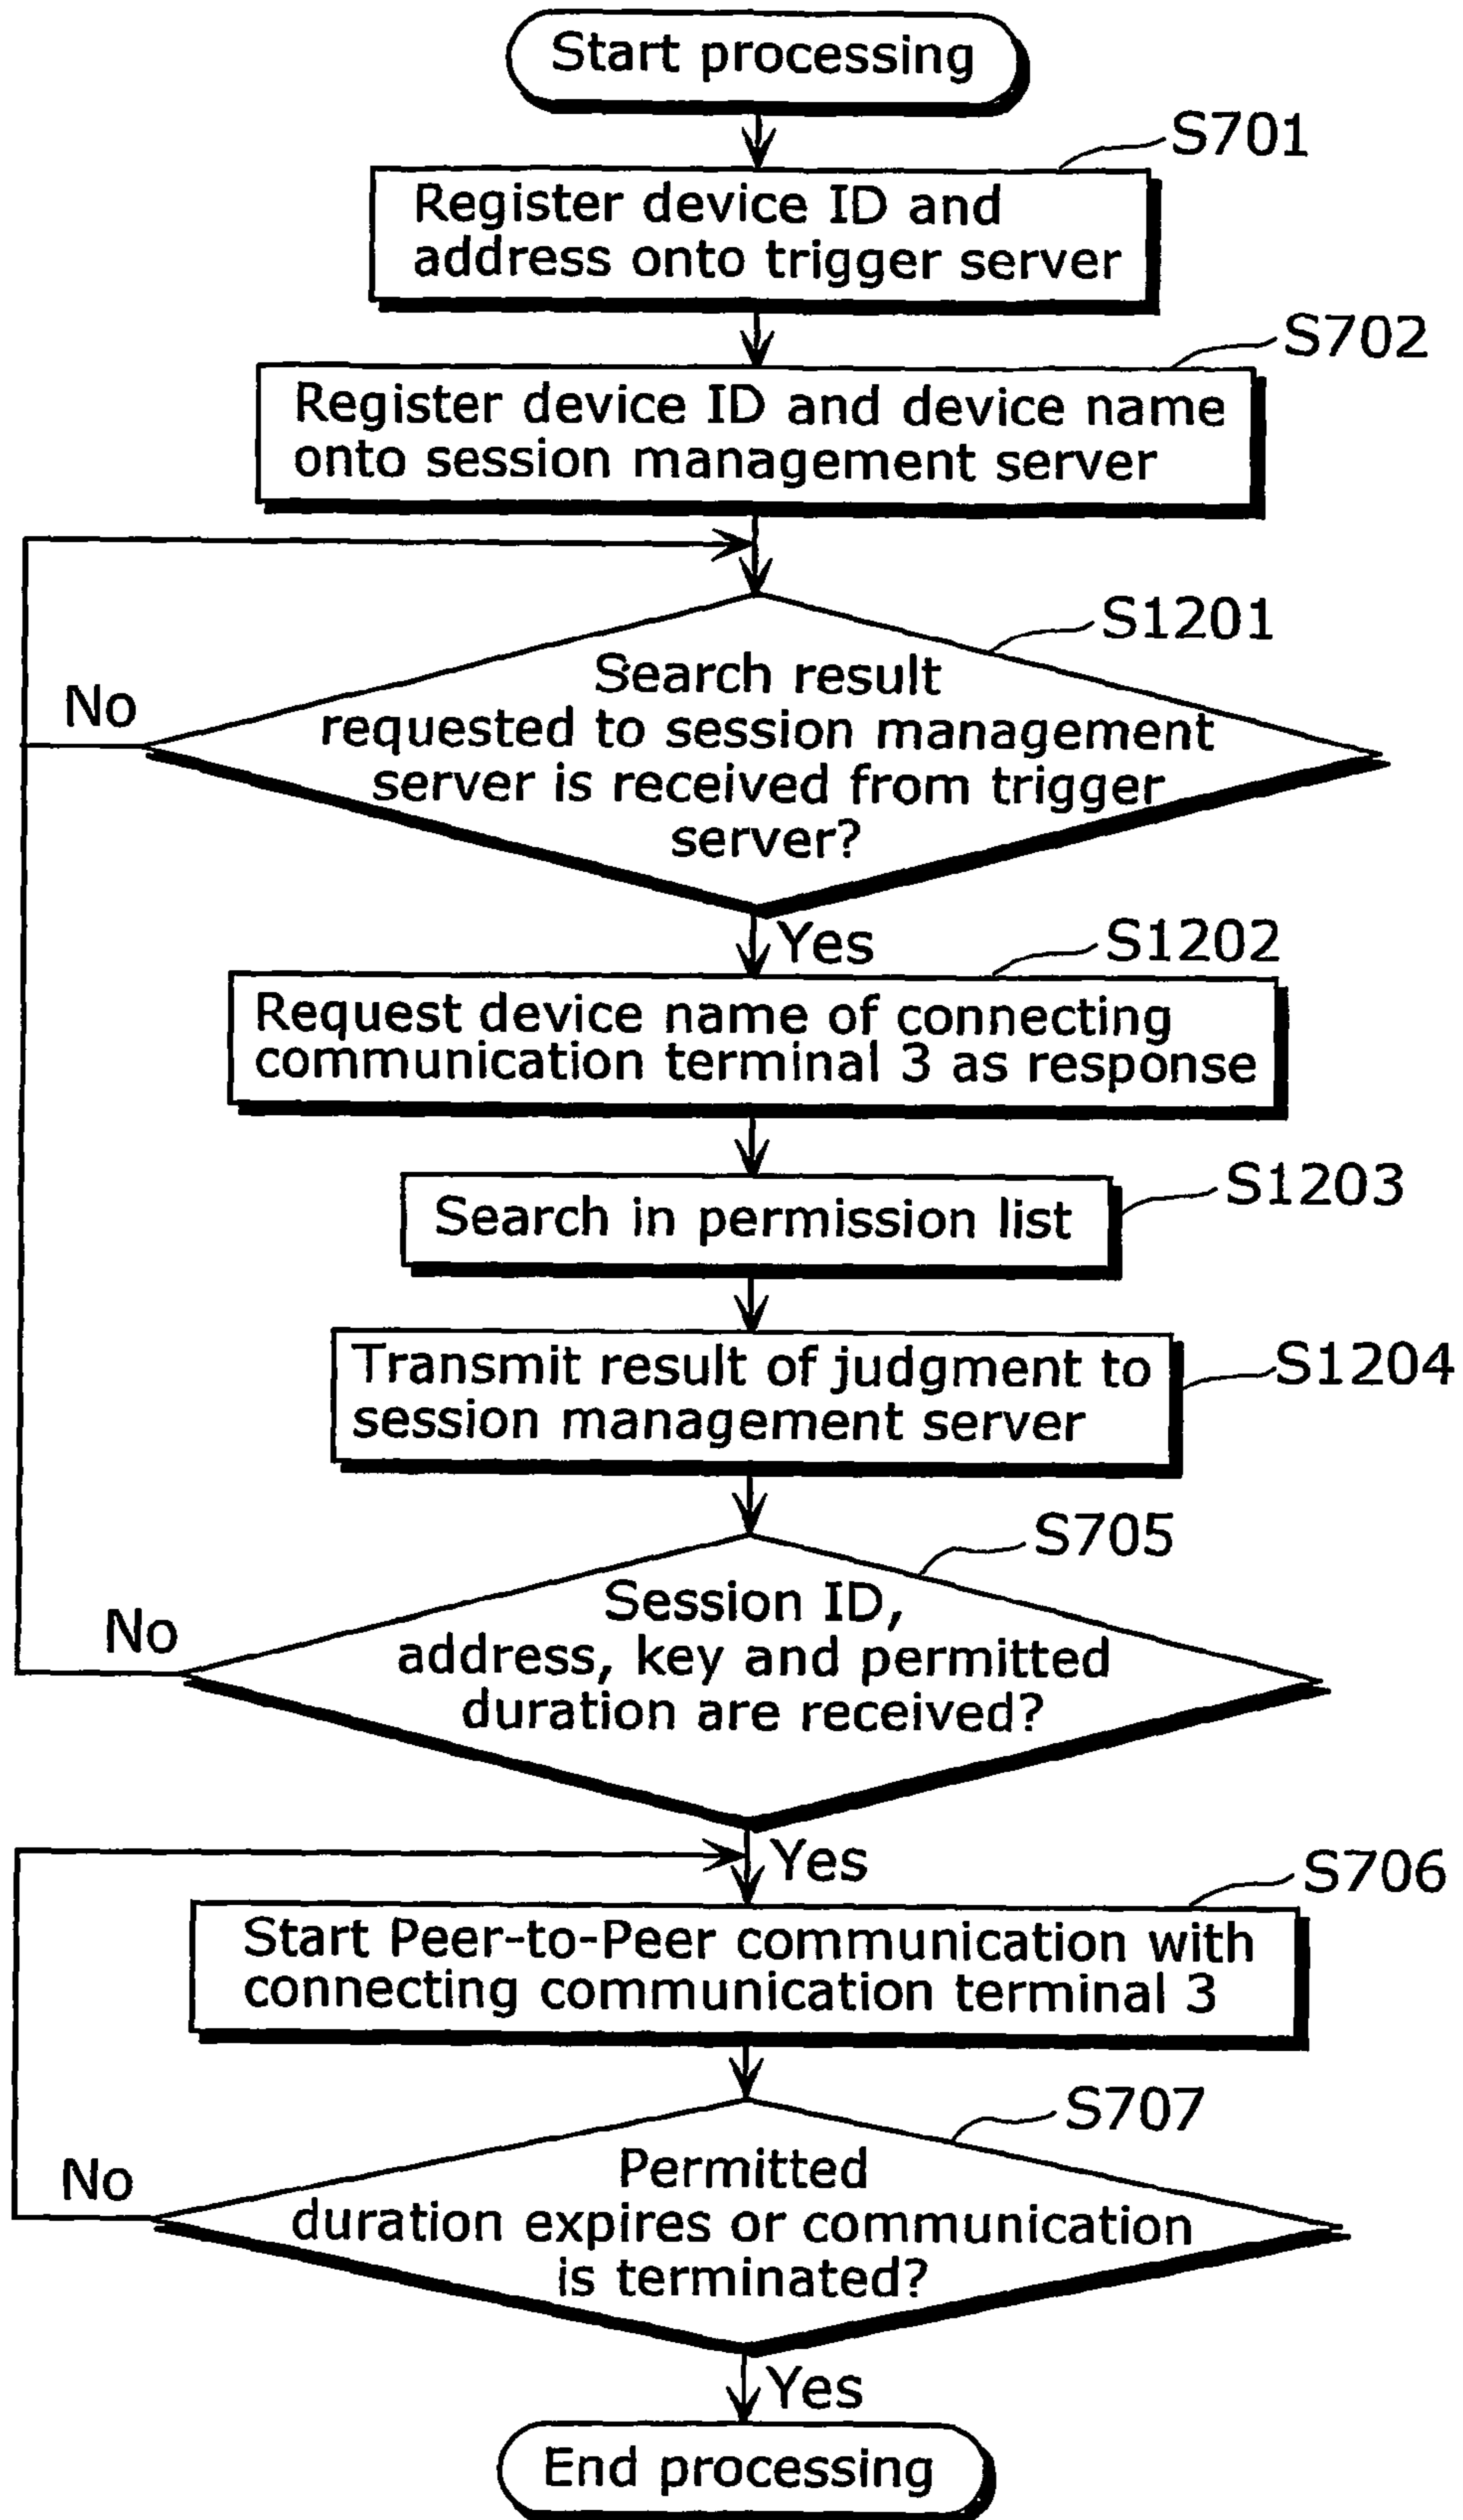 Start processing
S701
Register device ID and
address onto trigger server
S702
Register device ID and device name
onto session management server
S1201
Search result
requested to session management
server is received from trigger
server?
No
Yes
S1202
Request device name of connecting
communication terminal 3 as response
S1203
Search in permission list
S1204
Transmit result of judgment to
session management server
S705
Session ID,
address, key and permitted
duration are received?
No
Yes
S706
Start Peer-to-Peer communication with
connecting communication terminal 3
S707
Permitted
duration expires or communication
is terminated?
No
Yes
End processing